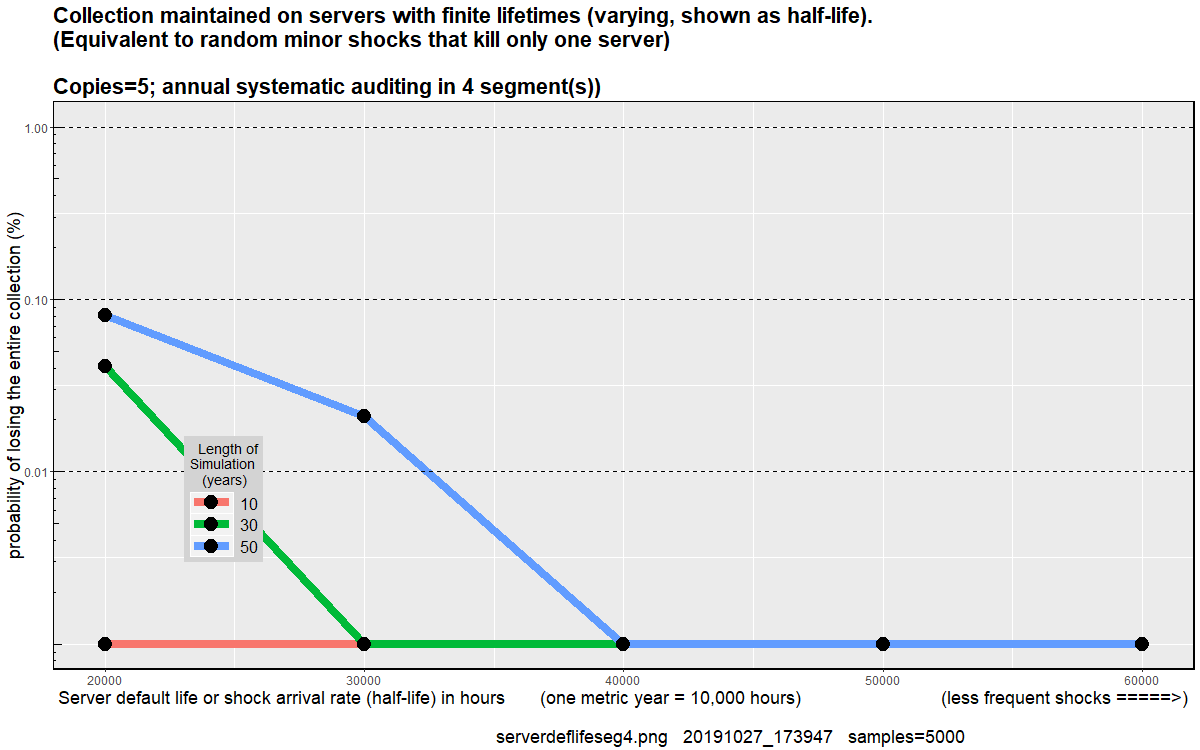 Collection maintained on servers with finite lifetimes (varying, shown as half-life).
(Equivalent to random minor shocks that kill only one server)
Copies=5; annual systematic auditing in 4 segment(s))
probability of losing the entire collection (%)
1.00
0.10
0.01
Length of
Simulation
(years)
10
30
50
20000 30000 40000 50000 60000
Server default life or shock arrival rate (half-life) in hours (one metric year = 10,000 hours) (less frequent shocks =====>)
serverdeflifeseg4.png 20191027_173947 samples=5000